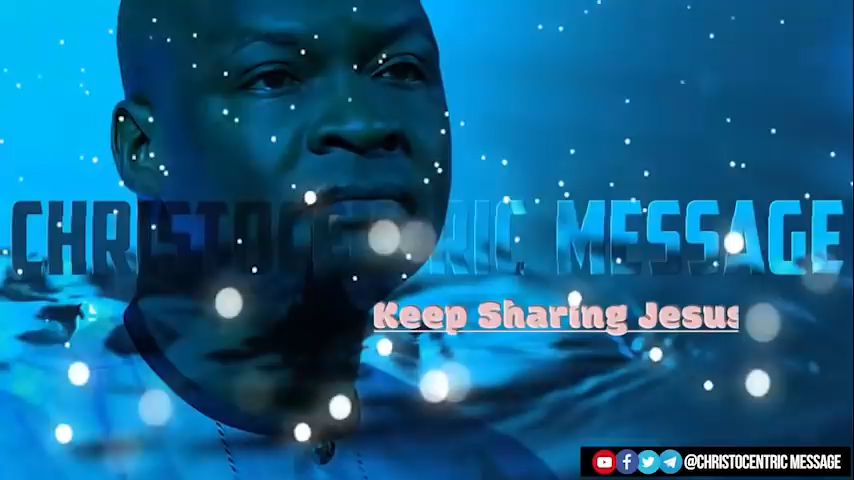 CHRISTOCENTRIC MESSAGE
Keep Sharing Jesus
@CHRISTOCENTRIC MESSAGE